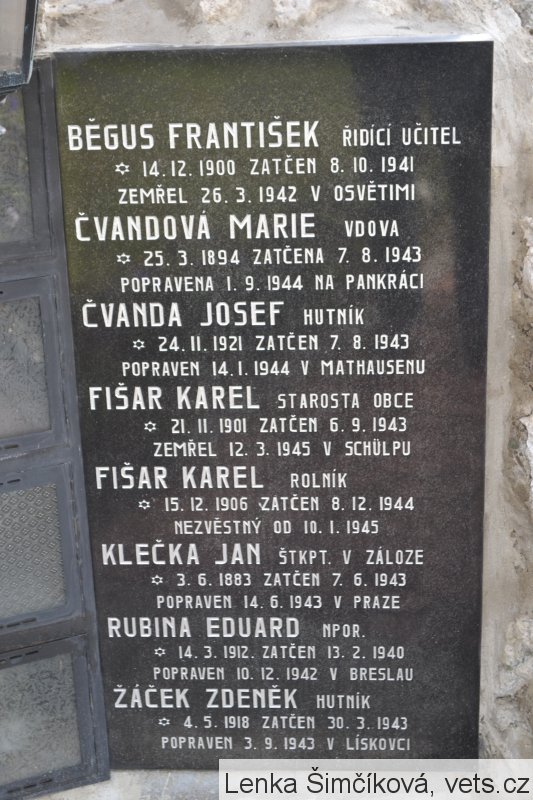 BĚGUS FRANTIŠEK ŘIDÍCÍ UČITEL
✡ 14.12.1900 ZATČEN 8.10.1941
ZEMŘEL 26.3.1942 V OSVĚTIMI
ČVANDOVÁ MARIE VDOVA
✡ 25.3.1894 ZATČENA 7.8.1943
POPRAVENA 1.9.1944 NA PANKRÁCI
ČVANDA JOSEF HUTNÍK
✡ 24.11.1921 ZATČEN 7.8.1943
POPRAVEN 14.1.1944 V MATHAUSENU
FIŠAR KAREL STAROSTA OBCE
✡ 21.11.1901 ZATČEN 6.9.1943
ZEMŘEL 12.3.1945 V SCHÜLPU
FIŠAR KAREL ROLNÍK
✡ 15.12.1906 ZATČEN 8.12.1944
NEZVĚSTNÝ OD 10.1.1945
KLEČKA JAN ŠTKPT. V ZÁLOZE
✡ 3.6.1883 ZATČEN 7.6.1943
POPRAVEN 14.6.1943 V PRAZE
RUBINA EDUARD NPOR.
✡ 14.3.1912. ZATČEN 13.2.1940
POPRAVEN 10.12.1942 V BRESLAU
ŽÁČEK ZDENĚK HUTNÍK
✡ 4.5.1918 ZATČEN 30.3.1943
POPRAVEN 3.9.1943 V LÍSKOVCI
Lenka Šimčíková, vets.cz